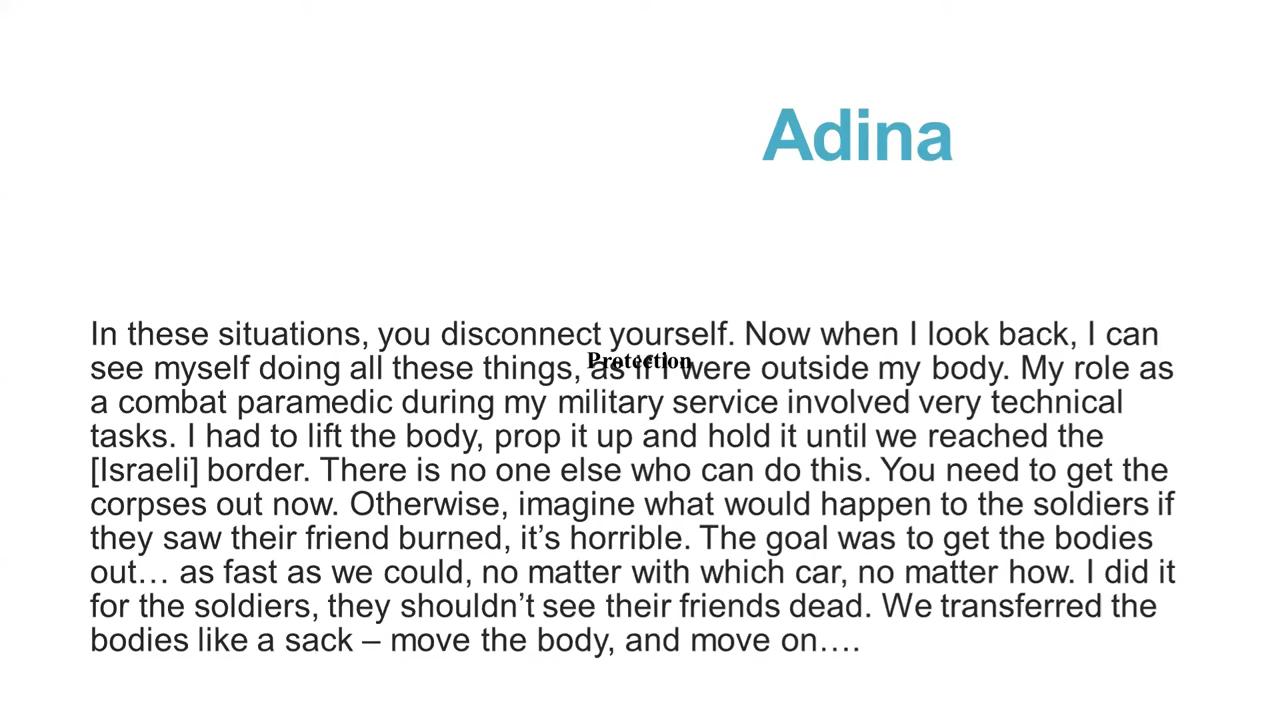 Adina
In these situations, you disconnect yourself. Now when I look back, I can
see myself doing all these things, as if I were outside my body. My role as
Protection
a combat paramedic during my military service involved very technical
tasks. I had to lift the body, prop it up and hold it until we reached the
[Israeli] border. There is no one else who can do this. You need to get the
corpses out now. Otherwise, imagine what would happen to the soldiers if
they saw their friend burned, it’s horrible. The goal was to get the bodies
out… as fast as we could, no matter with which car, no matter how. I did it
for the soldiers, they shouldn’t see their friends dead. We transferred the
bodies like a sack – move the body, and move on….